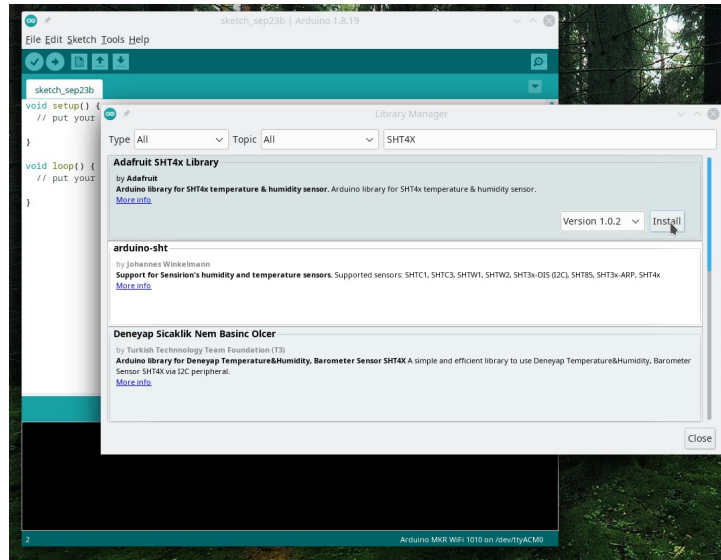 sketch_sep23b | Arduino 1.8.19
File Edit Sketch Tools Help
sketch_sep23b
void setup() {
// put your
}
void loop() {
// put your
}
Library Manager
Type All Topic All SHT4X
Adafruit SHT4x Library
by Adafruit
Arduino library for SHT4x temperature & humidity sensor. Arduino library for SHT4x temperature & humidity sensor.
More info
Version 1.0.2 Install
arduino-sht
by Johannes Winkelmann
Support for Sensirion's humidity and temperature sensors. Supported sensors: SHTC1, SHTC3, SHTW1, SHTW2, SHT3x-DIS (I2C), SHT85, SHT3x-ARP, SHT4x
More info
Deneyap Sicaklik Nem Basinc Olcer
by Turkish Technnology Team Foundation (T3)
Arduino library for Deneyap Temperature&Humidity, Barometer Sensor SHT4X A simple and efficient library to use Deneyap Temperature&Humidity, Barometer
Sensor SHT4X via I2C peripheral.
More info
Close
2 Arduino MKR WiFi 1010 on /dev/ttyACM0